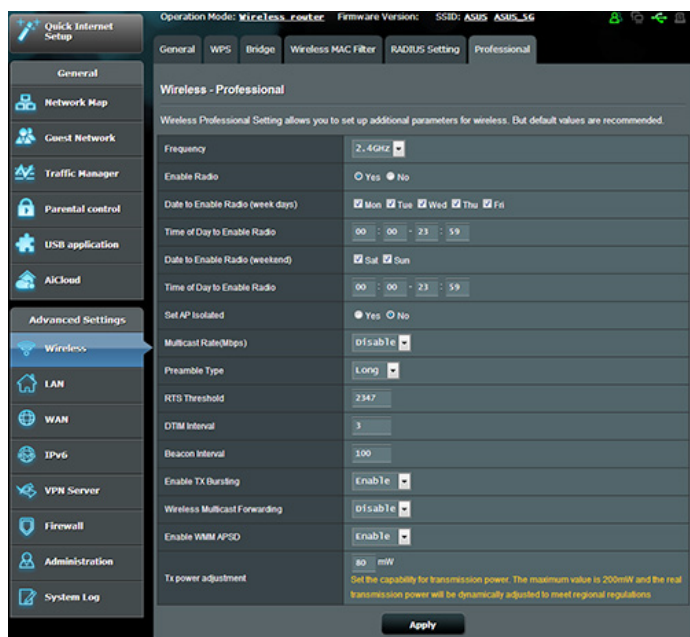 Quick Internet Setup
Operation Mode: Wireless router Firmware Version: SSID: ASUS ASUS_5G
General WPS Bridge Wireless MAC Filter RADIUS Setting Professional
General
Network Map
Guest Network
Traffic Manager
Parental control
USB application
AiCloud
Advanced Settings
Wireless
LAN
WAN
IPv6
VPN Server
Firewall
Administration
System Log
Wireless - Professional
Wireless Professional Setting allows you to set up additional parameters for wireless. But default values are recommended.
Frequency 2.4GHz
Enable Radio Yes No
Date to Enable Radio (week days) Mon Tue Wed Thu Fri
Time of Day to Enable Radio 00 : 00 - 23 : 59
Date to Enable Radio (weekend) Sat Sun
Time of Day to Enable Radio 00 : 00 - 23 : 59
Set AP Isolated Yes No
Multicast Rate(Mbps) Disable
Preamble Type Long
RTS Threshold 2347
DTIM Interval 3
Beacon Interval 100
Enable TX Bursting Enable
Wireless Multicast Forwarding Disable
Enable WMM APSD Enable
Tx power adjustment 80 mW
Set the capability for transmission power. The maximum value is 200mW and the real
transmission power will be dynamically adjusted to meet regional regulations
Apply